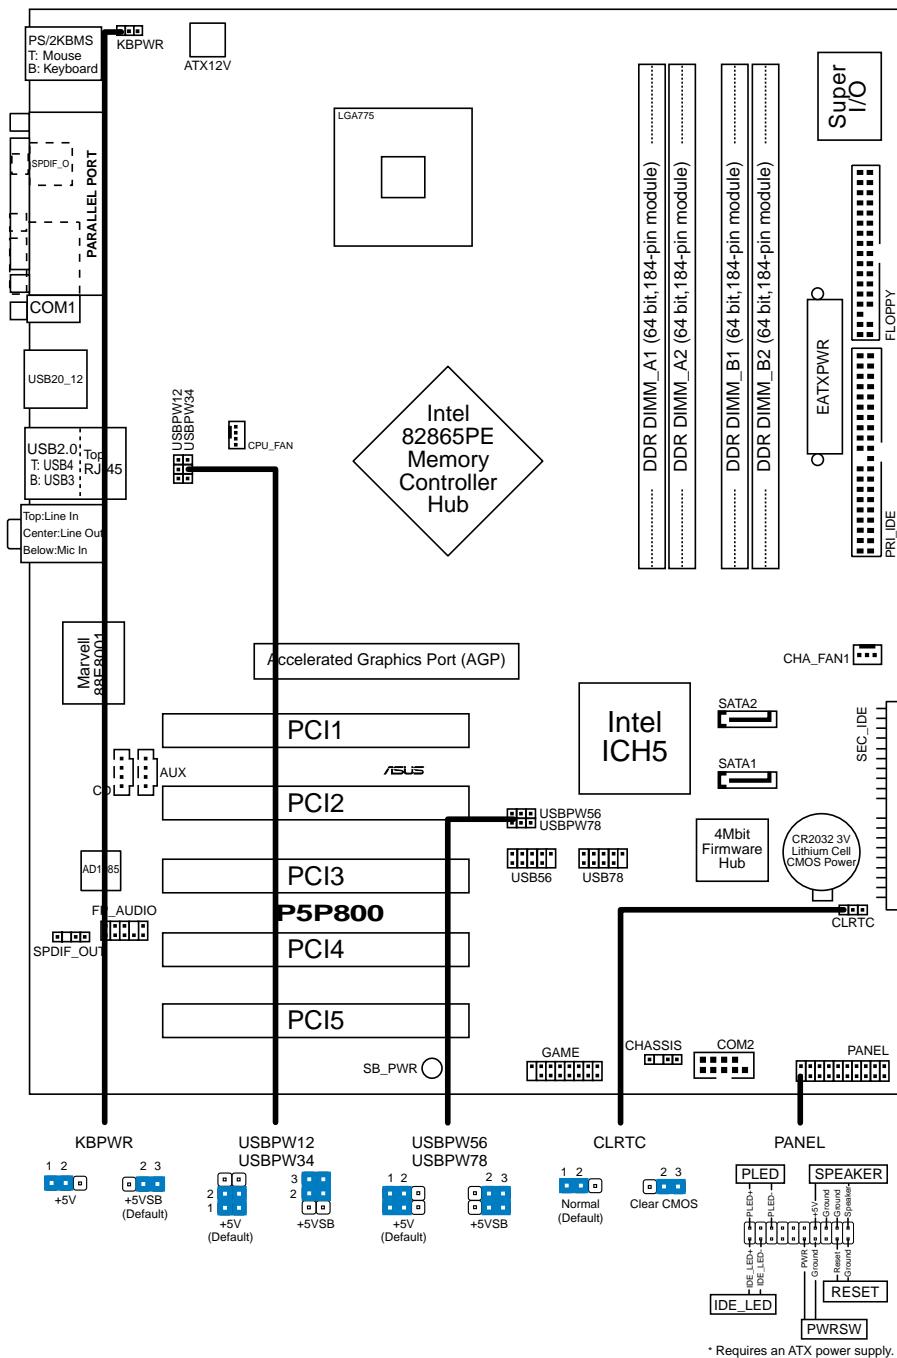 PS/2KBMS
T: Mouse
B: Keyboard
KBPWR
ATX12V
LGA775
Super
I/O
SPDIF_O
PARALLEL PORT
COM1
DDR DIMM_A1 (64 bit,184-pin module)
DDR DIMM_A2 (64 bit,184-pin module)
DDR DIMM_B1 (64 bit,184-pin module)
DDR DIMM_B2 (64 bit,184-pin module)
FLOPPY
EATXPWR
PRI_IDE
USB20_12
USB2.0
T: USB4
B: USB3
Top:
RJ-45
USBPW12
USBPW34
CPU_FAN
Intel
82865PE
Memory
Controller
Hub
Top:Line In
Center:Line Out
Below:Mic In
Marvell
88E8001
Accelerated Graphics Port (AGP)
CHA_FAN1
Intel
ICH5
SATA2
SATA1
SEC_IDE
PCI1
CD
AUX
ASUS
PCI2
USBPW56
USBPW78
4Mbit
Firmware
Hub
CR2032 3V
Lithium Cell
CMOS Power
USB56
USB78
PCI3
AD1985
FP_AUDIO
P5P800
CLRTC
SPDIF_OUT
PCI4
PCI5
SB_PWR
GAME
CHASSIS
COM2
PANEL
KBPWR
1 2
+5V
2 3
+5VSB
(Default)
USBPW12
USBPW34
2
1
+5V
(Default)
3
2
+5VSB
USBPW56
USBPW78
1 2
+5V
(Default)
2 3
+5VSB
CLRTC
1 2
Normal
(Default)
2 3
Clear CMOS
PANEL
PLED
SPEAKER
PLED+
PLED-
+5V
Ground
Ground
Speaker
IDE_LED+
IDE_LED-
PWR
Ground
Reset
Ground
IDE_LED
RESET
PWRSW
* Requires an ATX power supply.